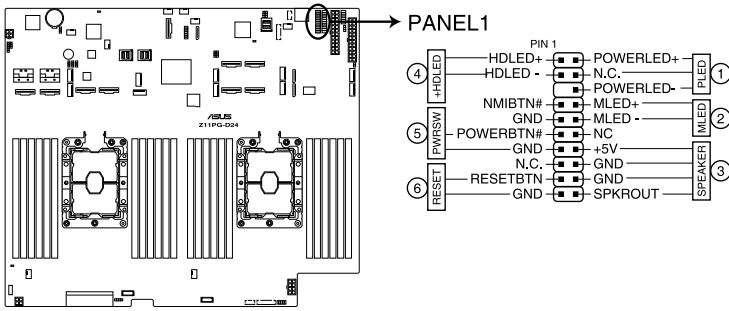 PANEL1
PIN 1
HDLED+ POWERLED+
HDLED - N.C.
POWERLED-
NMIBTN# MLED+
GND MLED -
POWERBTN# NC
GND +5V
N.C. GND
RESETBTN GND
GND SPKROUT
4 +HDLED
5 PWRSW
6 RESET
PLED 1
MLED 2
SPEAKER 3
/SUS
Z11PG-D24